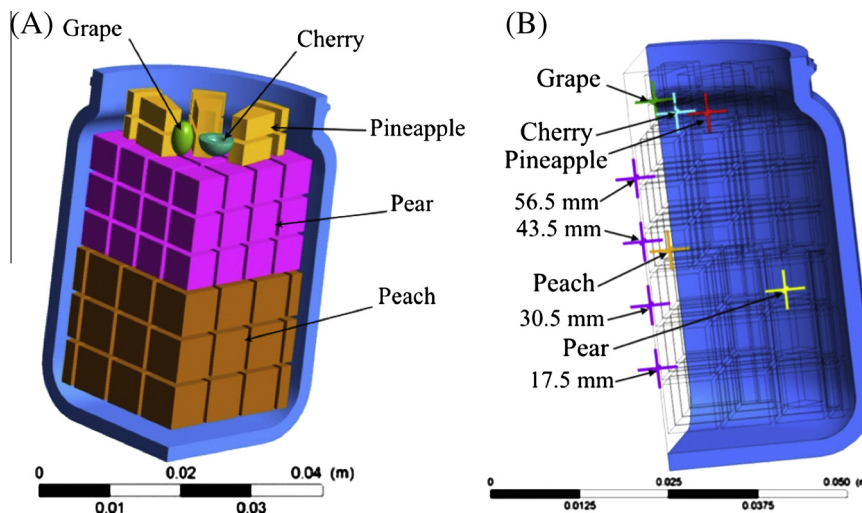 (A)
Grape
Cherry
Pineapple
Pear
Peach
0 0.02 0.04 (m)
0.01 0.03
(B)
Grape
Cherry
Pineapple
56.5 mm
43.5 mm
Peach
30.5 mm
Pear
17.5 mm
0 0.025 0.050
0.0125 0.0375